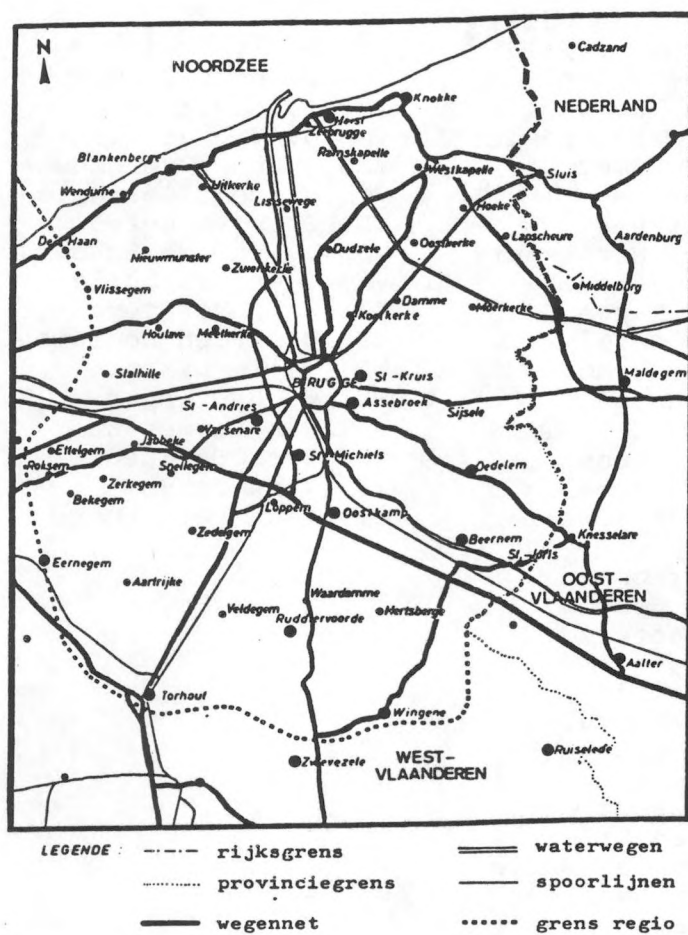 N
NOORDZEE
Cadzand
Knokke
NEDERLAND
Heist
Zeebrugge
Ramskapelle
Blankenberge
Westkapelle
Sluis
Uitkerke
Wenduine
Lissewege
Hoeke
De Haan
Dudzele
Oostkerke
Lapscheure
Aardenburg
Nieuwmunster
Zuienkerke
Vlissegem
Middelburg
Damme
Moerkerke
Koolkerke
Houtave
Meetkerke
Stalhille
BRUGGE
St-Kruis
Maldegem
St-Andries
Assebroek
Sijsele
Varsenare
Jabbeke
Ettelgem
Roksem
Snellegem
St-Michiels
Oedelem
Zerkegem
Bekegem
Loppem
Oostkamp
Zedelgem
Beernem
Knesselare
St-Joris
Eernegem
Aartrijke
OOST-
VLAANDEREN
Veldegem
Waardamme
Hertsberge
Ruddervoorde
Aalter
Torhout
Wingene
WEST-
VLAANDEREN
Ruiselede
Zwevezele
LEGENDE :
rijksgrens
waterwegen
provinciegrens
spoorlijnen
wegennet
grens regio